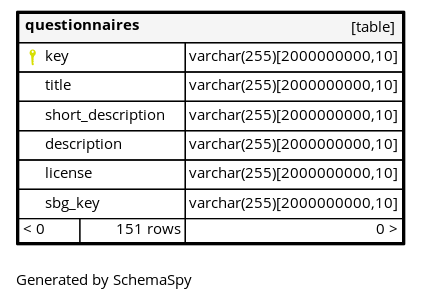 questionnaires [table]
key varchar(255)[2000000000,10]
title varchar(255)[2000000000,10]
short_description varchar(255)[2000000000,10]
description varchar(255)[2000000000,10]
license varchar(255)[2000000000,10]
sbg_key varchar(255)[2000000000,10]
< 0 151 rows 0 >
Generated by SchemaSpy